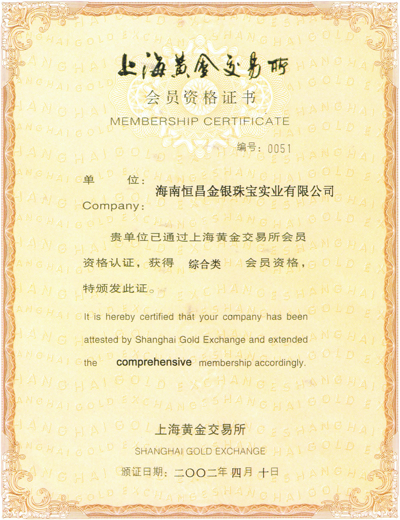 上海黄金交易所
会员资格证书
MEMBERSHIP CERTIFICATE
编号：0051
单 位：海南恒昌金银珠宝实业有限公司
Company：
贵单位已通过上海黄金交易所会员
资格认证，获得 综合类 会员资格，
特颁发此证。
It is hereby certified that your company has been
attested by Shanghai Gold Exchange and extended
the comprehensive membership accordingly.
上海黄金交易所
SHANGHAI GOLD EXCHANGE
颁证日期：二〇〇二年 四月 十日